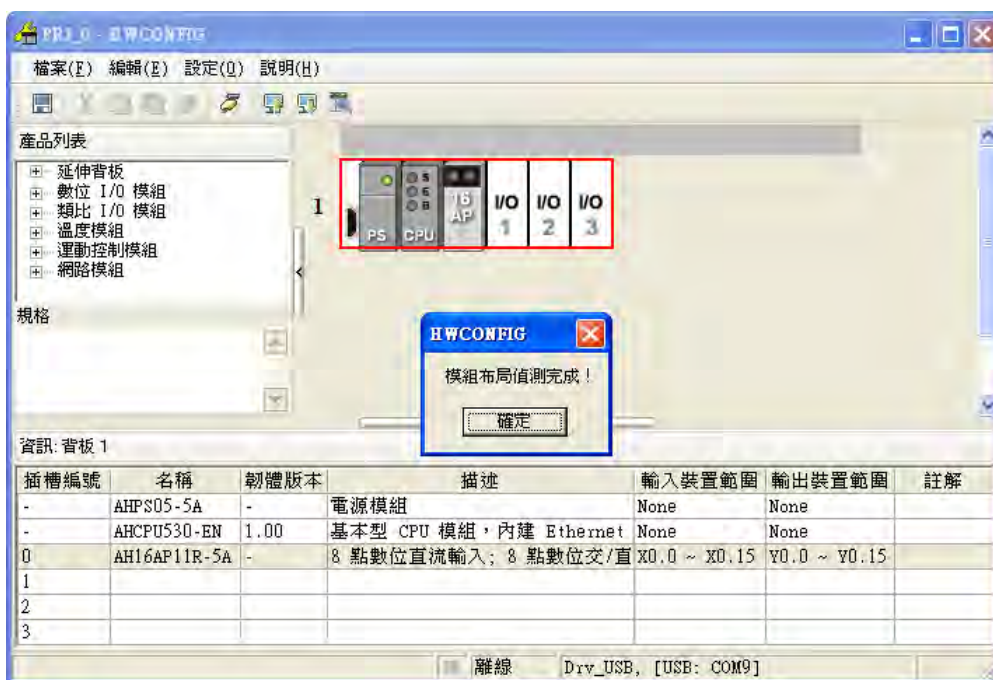 PRJ_0 - HWCONFIG
檔案(F) 編輯(E) 設定(O) 說明(H)
產品列表
延伸背板
數位 I/O 模組
類比 I/O 模組
溫度模組
運動控制模組
網路模組
規格
1
PS CPU 16 AP I/O 1 I/O 2 I/O 3
HWCONFIG
模組布局偵測完成！
確定
資訊: 背板 1
插槽編號 名稱 韌體版本 描述 輸入裝置範圍 輸出裝置範圍 註解
- AHPS05-5A - 電源模組 None None
- AHCPU530-EN 1.00 基本型 CPU 模組，內建 Ethernet None None
0 AH16AP11R-5A - 8 點數位直流輸入; 8 點數位交/直 X0.0 ~ X0.15 Y0.0 ~ Y0.15
1
2
3
離線 Drv_USB, [USB: COM9]